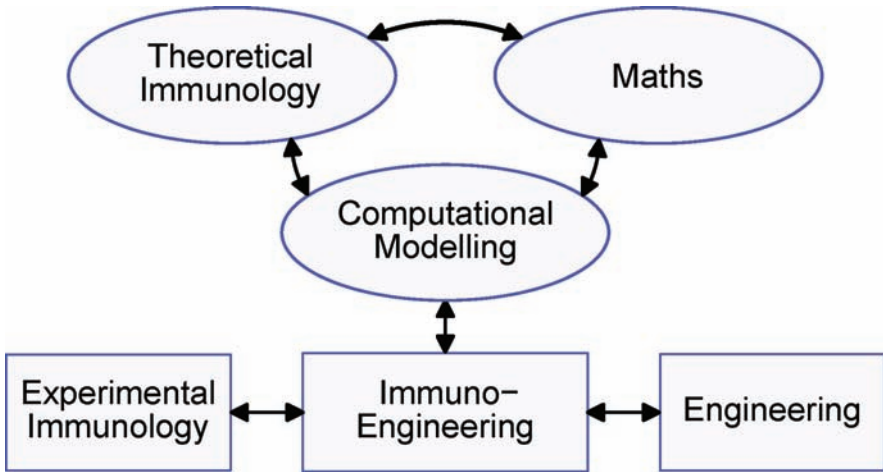 Theoretical
Immunology
Maths
Computational
Modelling
Experimental
Immunology
Immuno−
Engineering
Engineering